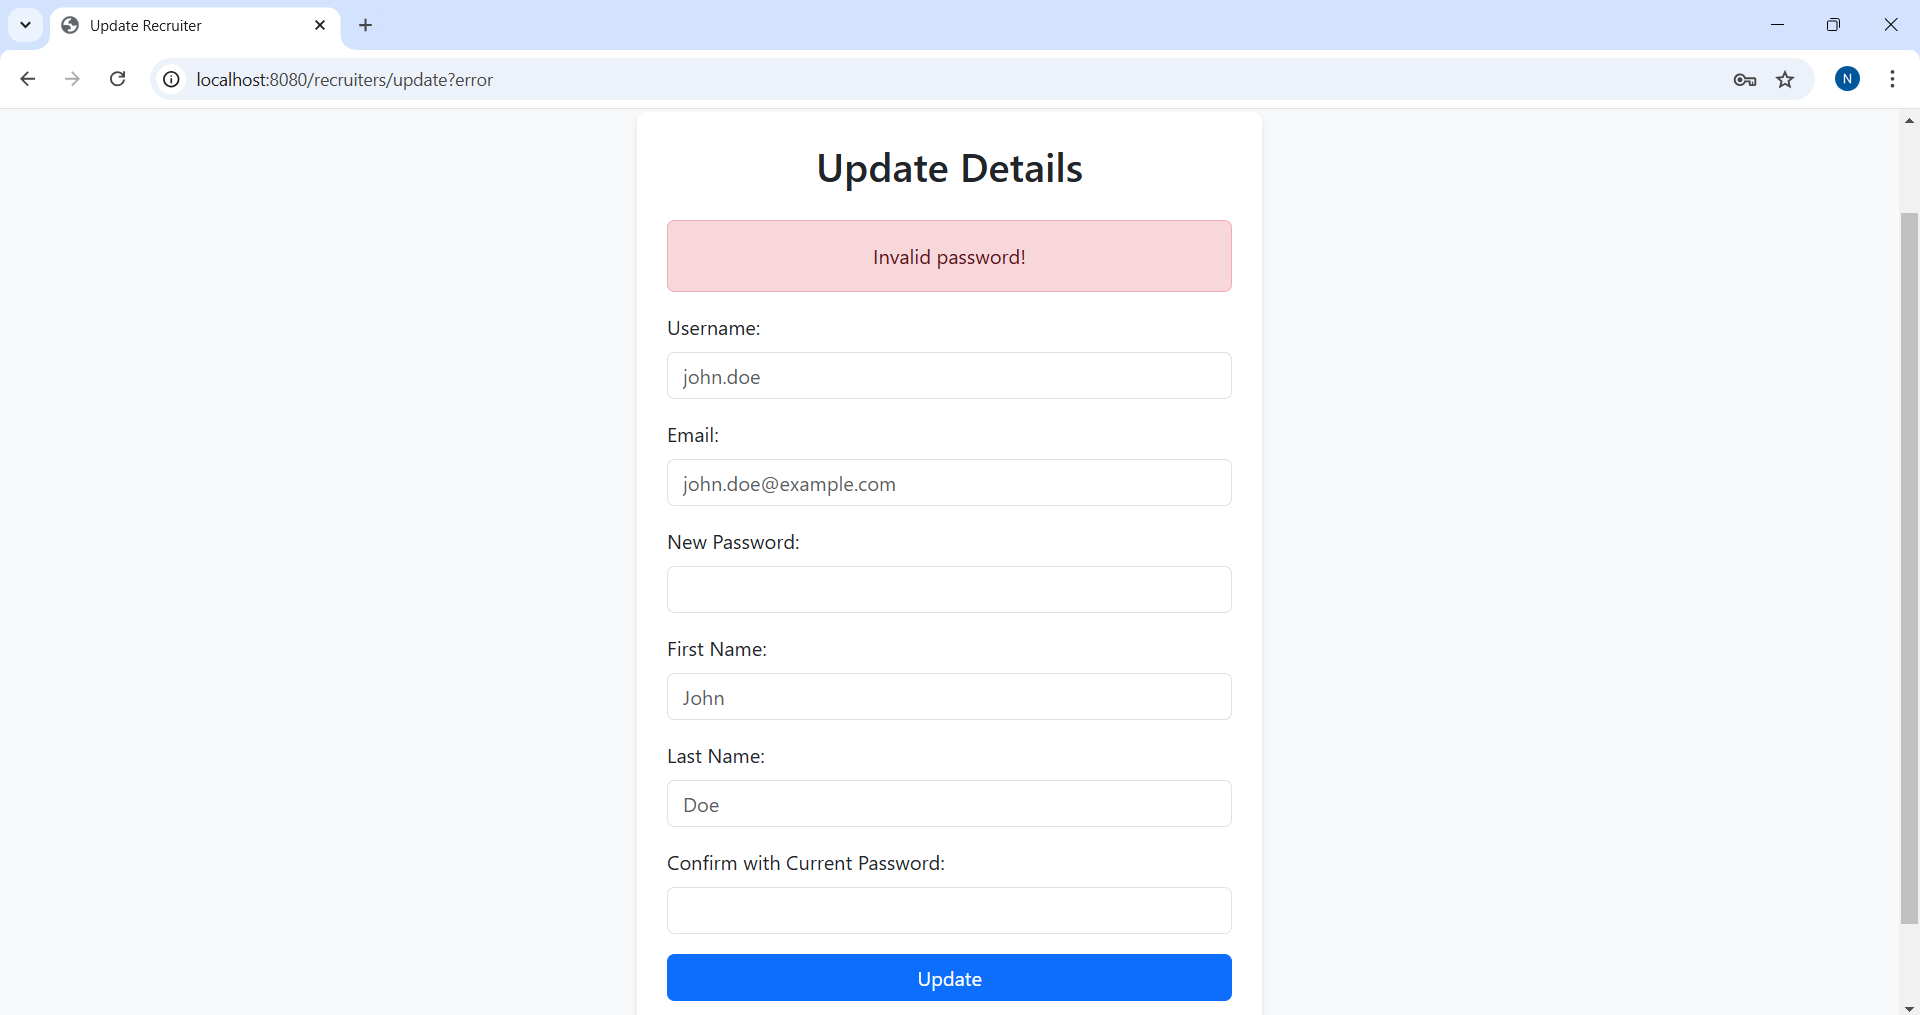 Update Recruiter
localhost:8080/recruiters/update?error
N
Update Details
Invalid password!
Username:
john.doe
Email:
john.doe@example.com
New Password:
First Name:
John
Last Name:
Doe
Confirm with Current Password:
Update